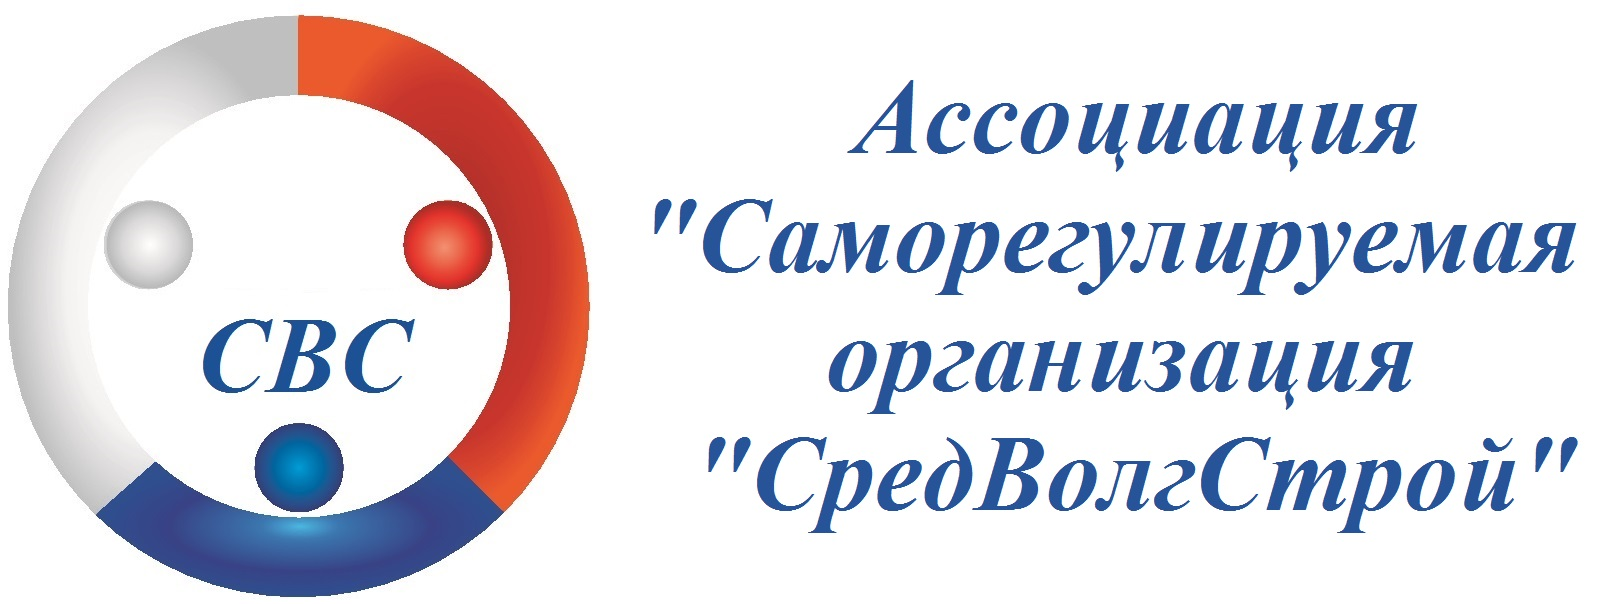 СВС
Ассоциация
"Саморегулируемая
организация
"СредВолгСтрой"